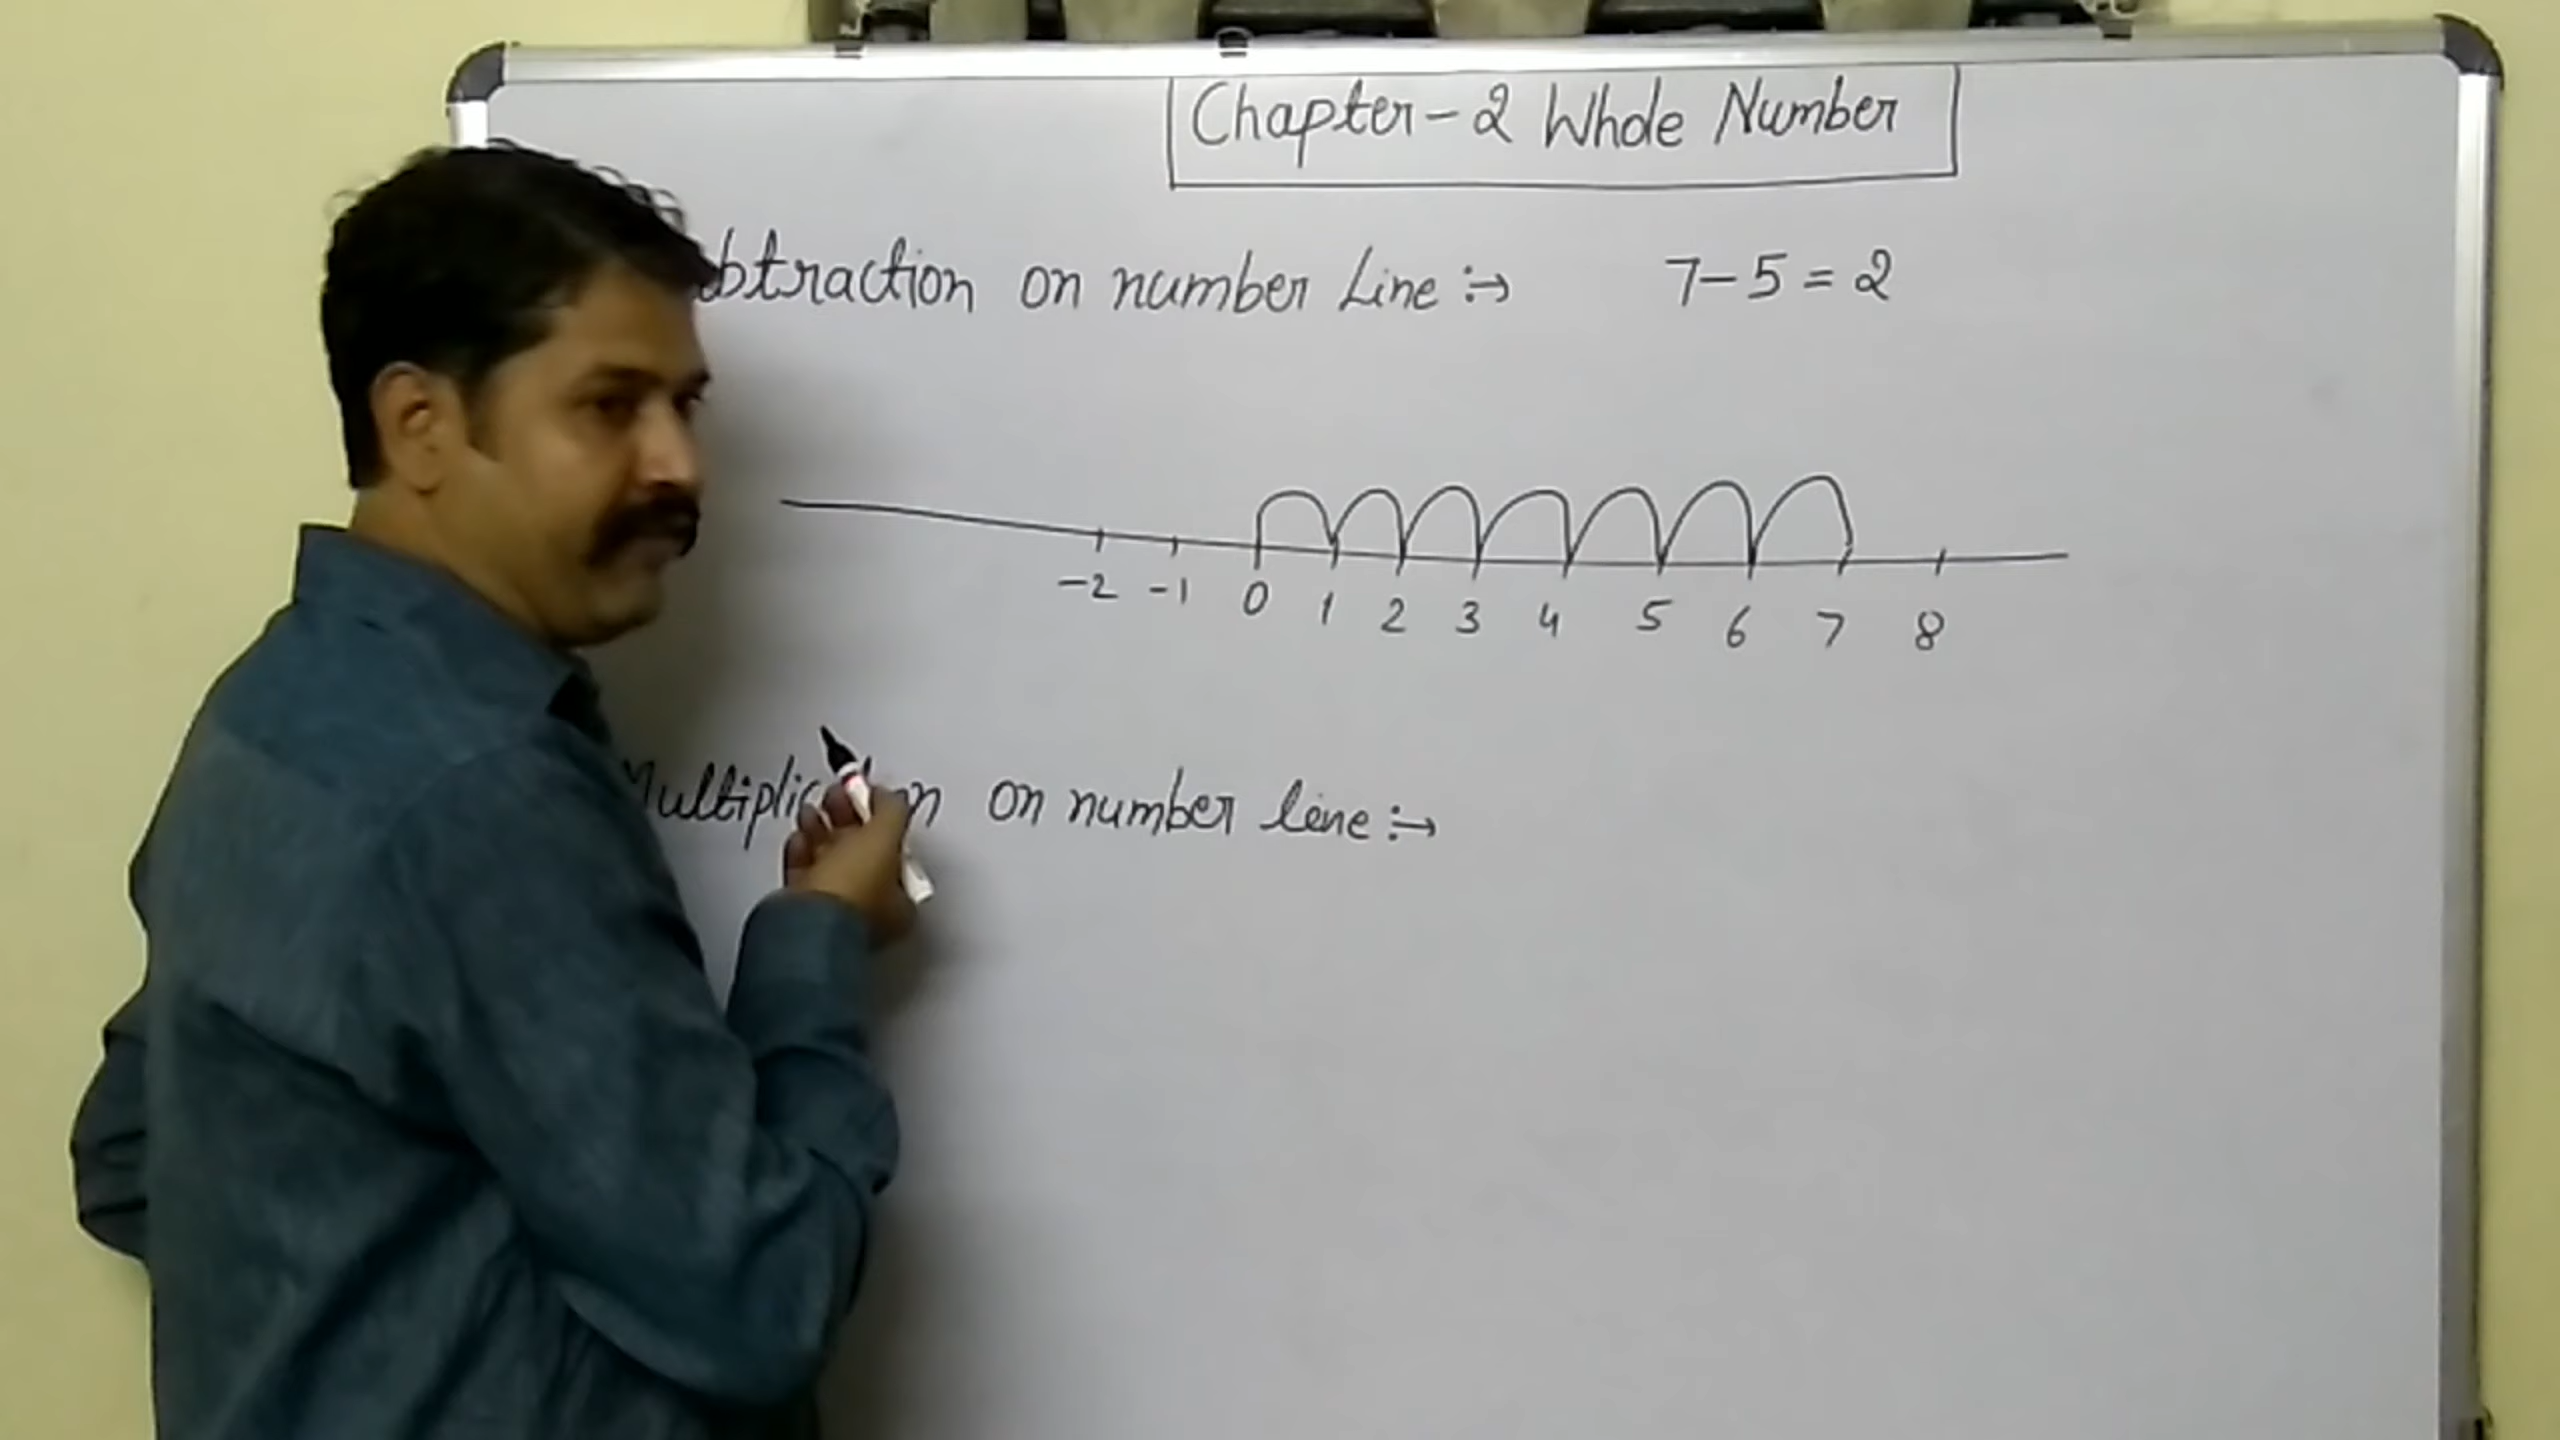 Chapter-2 Whole Number
btraction on number Line :→ 7-5=2
-2 -1 0 1 2 3 4 5 6 7 8
on number line :→